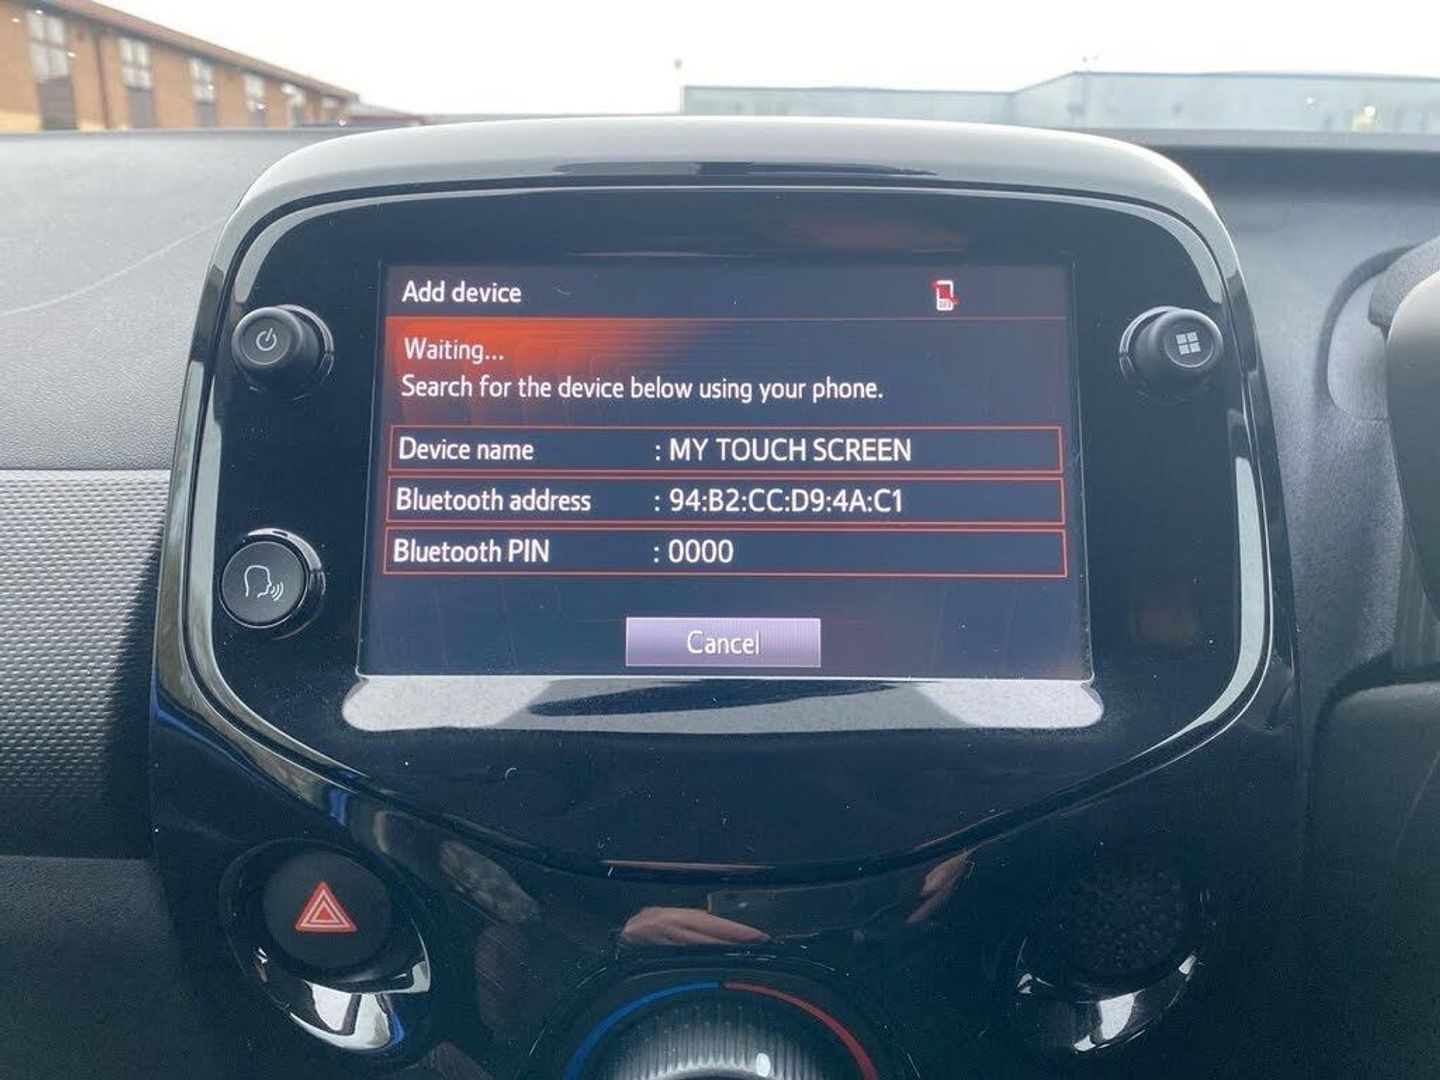 Add device
Waiting...
Search for the device below using your phone.
Device name : MY TOUCH SCREEN
Bluetooth address : 94:B2:CC:D9:4A:C1
Bluetooth PIN : 0000
Cancel